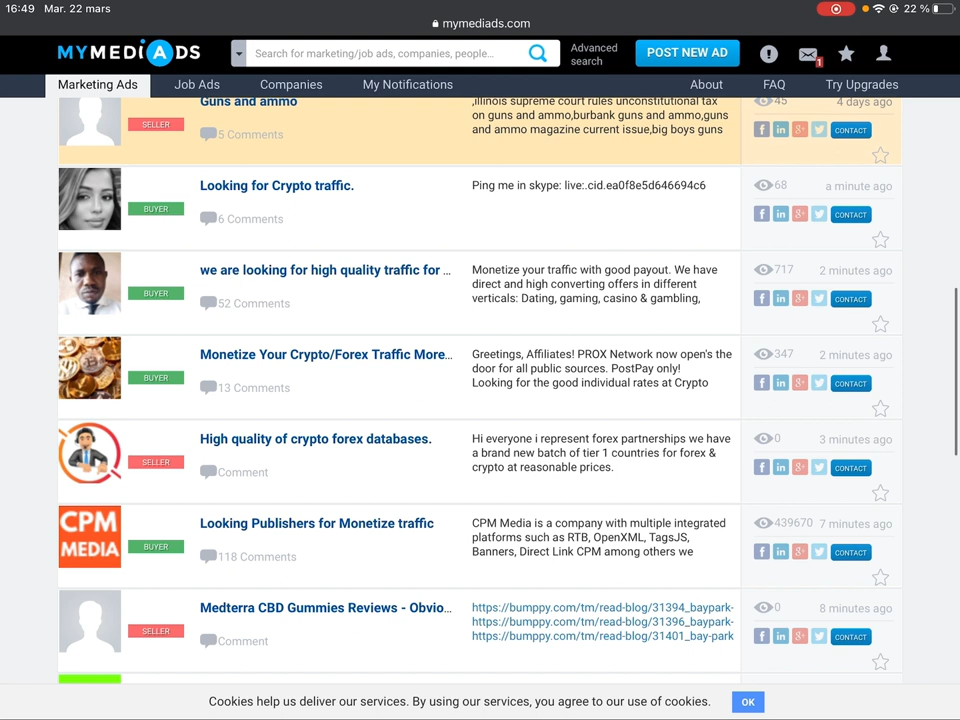 16:49 Mar. 22 mars
22 %
mymediads.com
MYMEDIADS
Search for marketing/job ads, companies, people...
Advanced search
POST NEW AD
1
Marketing Ads
Job Ads
Companies
My Notifications
About
FAQ
Try Upgrades
Guns and ammo
SELLER
5 Comments
,illinois supreme court rules unconstitutional tax
on guns and ammo,burbank guns and ammo,guns
and ammo magazine current issue,big boys guns
45
4 days ago
f in g+ CONTACT
Looking for Crypto traffic.
BUYER
6 Comments
Ping me in skype: live:.cid.ea0f8e5d646694c6
68
a minute ago
f in g+ CONTACT
we are looking for high quality traffic for ...
BUYER
52 Comments
Monetize your traffic with good payout. We have
direct and high converting offers in different
verticals: Dating, gaming, casino & gambling,
717
2 minutes ago
f in g+ CONTACT
Monetize Your Crypto/Forex Traffic More...
BUYER
13 Comments
Greetings, Affiliates! PROX Network now open's the
door for all public sources. PostPay only!
Looking for the good individual rates at Crypto
347
2 minutes ago
f in g+ CONTACT
High quality of crypto forex databases.
SELLER
Comment
Hi everyone i represent forex partnerships we have
a brand new batch of tier 1 countries for forex &
crypto at reasonable prices.
0
3 minutes ago
f in g+ CONTACT
CPM
MEDIA
Looking Publishers for Monetize traffic
BUYER
118 Comments
CPM Media is a company with multiple integrated
platforms such as RTB, OpenXML, TagsJS,
Banners, Direct Link CPM among others we
439670
7 minutes ago
f in g+ CONTACT
Medterra CBD Gummies Reviews - Obvio...
SELLER
Comment
https://bumppy.com/tm/read-blog/31394_baypark-
https://bumppy.com/tm/read-blog/31396_baypark-
https://bumppy.com/tm/read-blog/31401_bay-park
0
8 minutes ago
f in g+ CONTACT
Cookies help us deliver our services. By using our services, you agree to our use of cookies.
OK